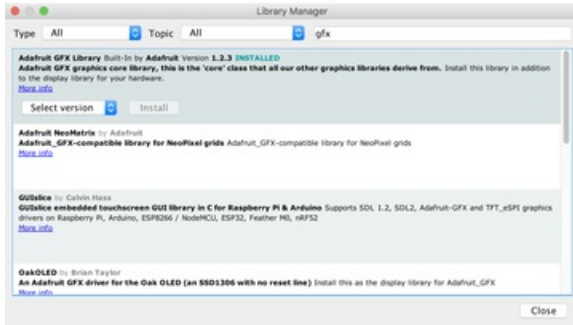 Library Manager
Type All Topic All gfx
Adafruit GFX Library Built-In by Adafruit Version 1.2.3 INSTALLED
Adafruit GFX graphics core library, this is the 'core' class that all our other graphics libraries derive from. Install this library in addition
to the display library for your hardware.
More info
Select version Install
Adafruit NeoMatrix by Adafruit
Adafruit_GFX-compatible library for NeoPixel grids Adafruit_GFX-compatible library for NeoPixel grids
More info
GUIslice by Calvin Hass
GUIslice embedded touchscreen GUI library in C for Raspberry Pi & Arduino Supports SDL 1.2, SDL2, Adafruit-GFX and TFT_eSPI graphics
drivers on Raspberry Pi, Arduino, ESP8266 / NodeMCU, ESP32, Feather M0, nRF52
More info
OakOLED by Brian Taylor
An Adafruit GFX driver for the Oak OLED (an SSD1306 with no reset line) Install this as the display library for Adafruit_GFX
More info
Close